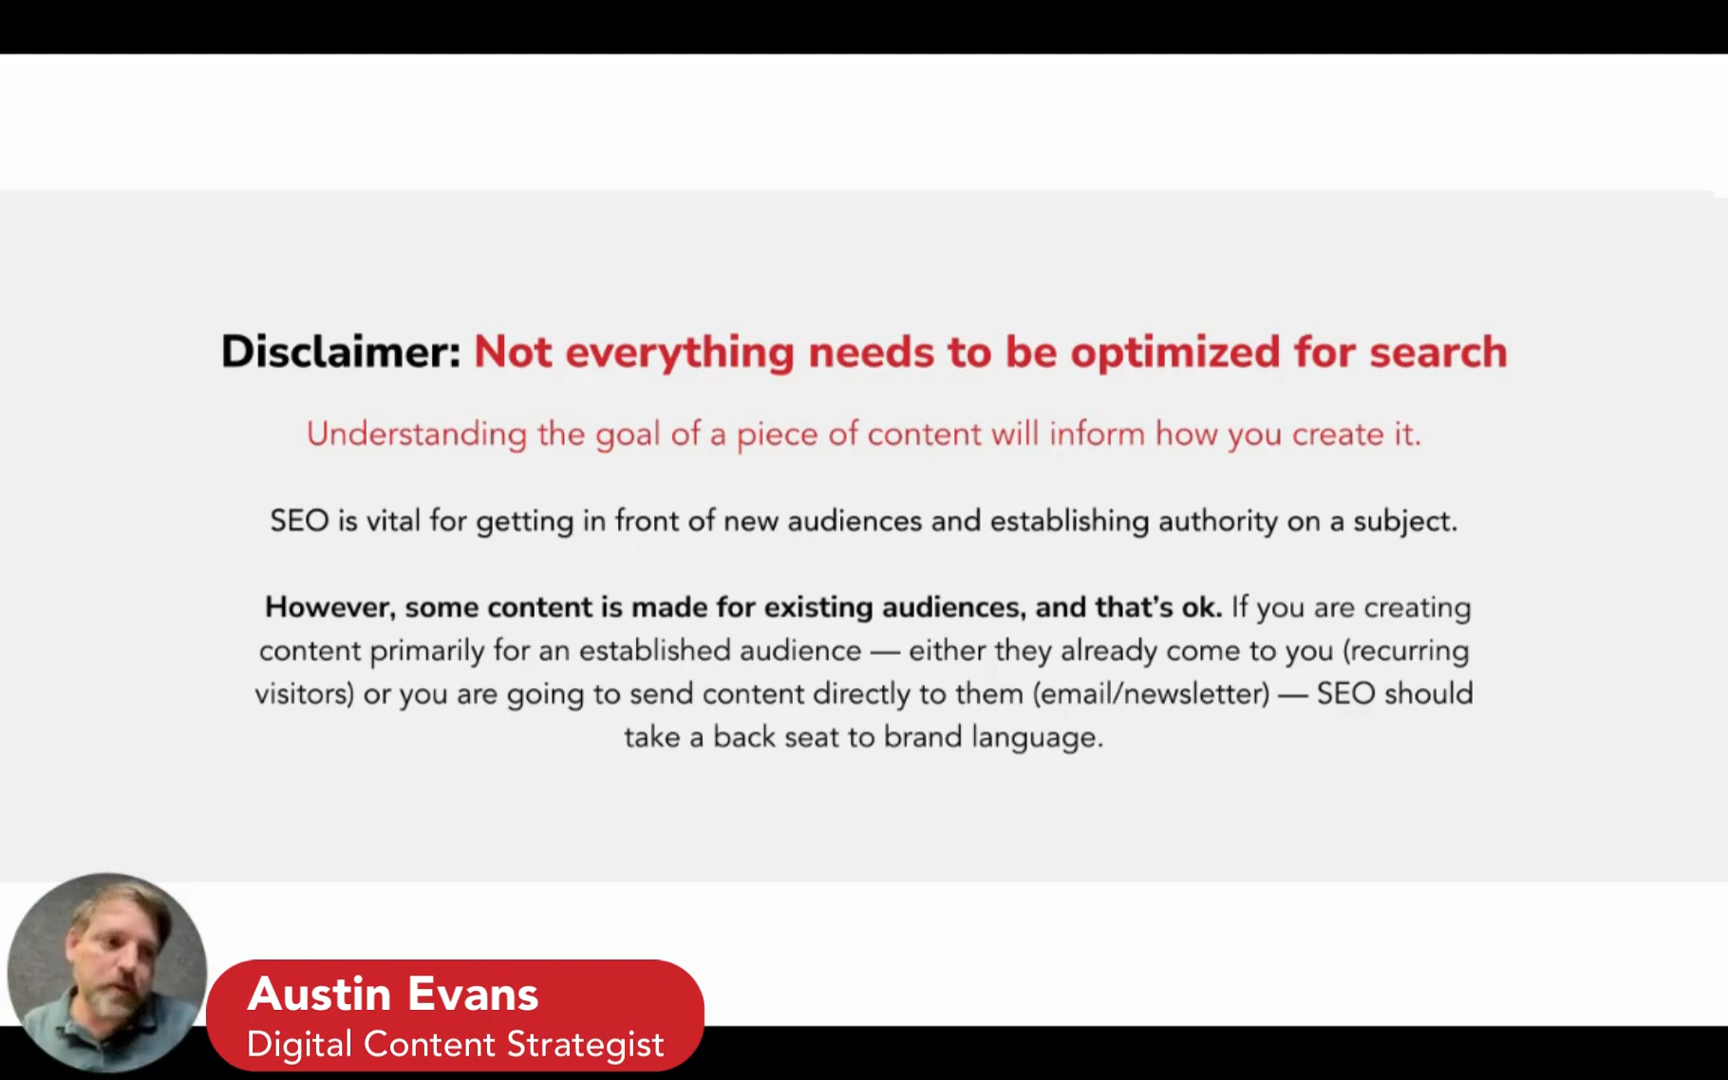 Disclaimer: Not everything needs to be optimized for search
Understanding the goal of a piece of content will inform how you create it.
SEO is vital for getting in front of new audiences and establishing authority on a subject.
However, some content is made for existing audiences, and that’s ok. If you are creating
content primarily for an established audience — either they already come to you (recurring
visitors) or you are going to send content directly to them (email/newsletter) — SEO should
take a back seat to brand language.
Austin Evans
Digital Content Strategist